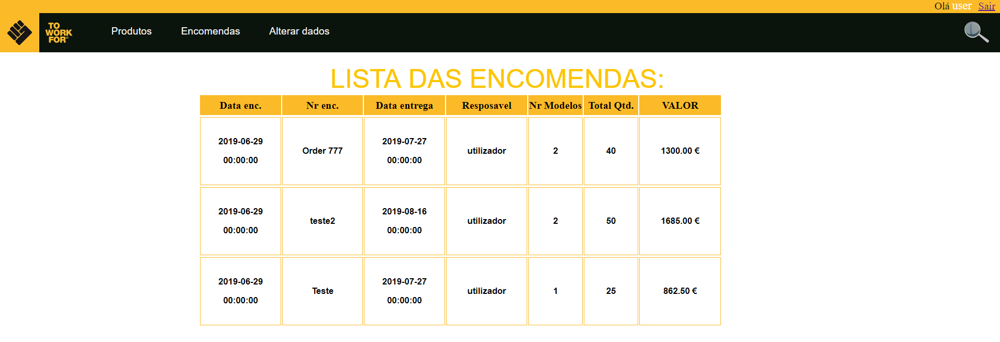 Olá user Sair
TO
WORK
FOR®
Produtos Encomendas Alterar dados
LISTA DAS ENCOMENDAS:
Data enc. Nr enc. Data entrega Resposavel Nr Modelos Total Qtd. VALOR
2019-06-29 00:00:00 Order 777 2019-07-27 00:00:00 utilizador 2 40 1300.00 €
2019-06-29 00:00:00 teste2 2019-08-16 00:00:00 utilizador 2 50 1685.00 €
2019-06-29 00:00:00 Teste 2019-07-27 00:00:00 utilizador 1 25 862.50 €